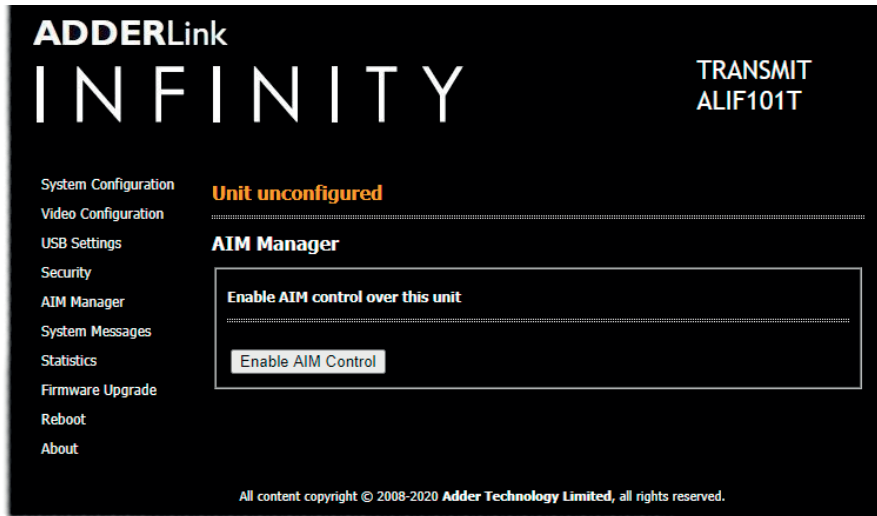 ADDERLink
INFINITY
TRANSMIT
ALIF101T
System Configuration
Video Configuration
USB Settings
Security
AIM Manager
System Messages
Statistics
Firmware Upgrade
Reboot
About
Unit unconfigured
AIM Manager
Enable AIM control over this unit
Enable AIM Control
All content copyright © 2008-2020 Adder Technology Limited, all rights reserved.